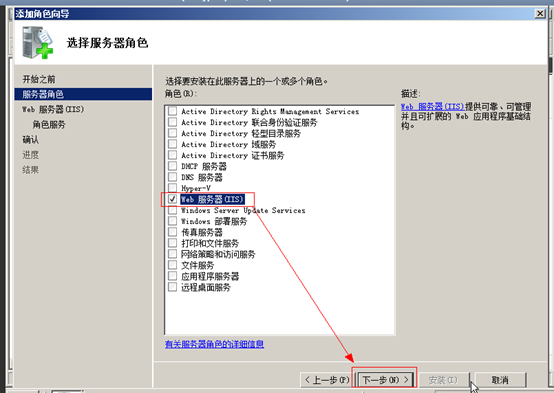 添加角色向导
选择服务器角色
开始之前
服务器角色
Web 服务器(IIS)
角色服务
确认
进度
结果
选择要安装在此服务器上的一个或多个角色。
角色(R):
Active Directory Rights Management Services
Active Directory 联合身份验证服务
Active Directory 轻型目录服务
Active Directory 域服务
Active Directory 证书服务
DHCP 服务器
DNS 服务器
Hyper-V
Web 服务器(IIS)
Windows Server Update Services
Windows 部署服务
传真服务器
打印和文件服务
网络策略和访问服务
文件服务
应用程序服务器
远程桌面服务
有关服务器角色的详细信息
描述:
Web 服务器(IIS)提供可靠、可管理
并且可扩展的 Web 应用程序基础结
构。
< 上一步(P)
下一步(N) >
安装(I)
取消